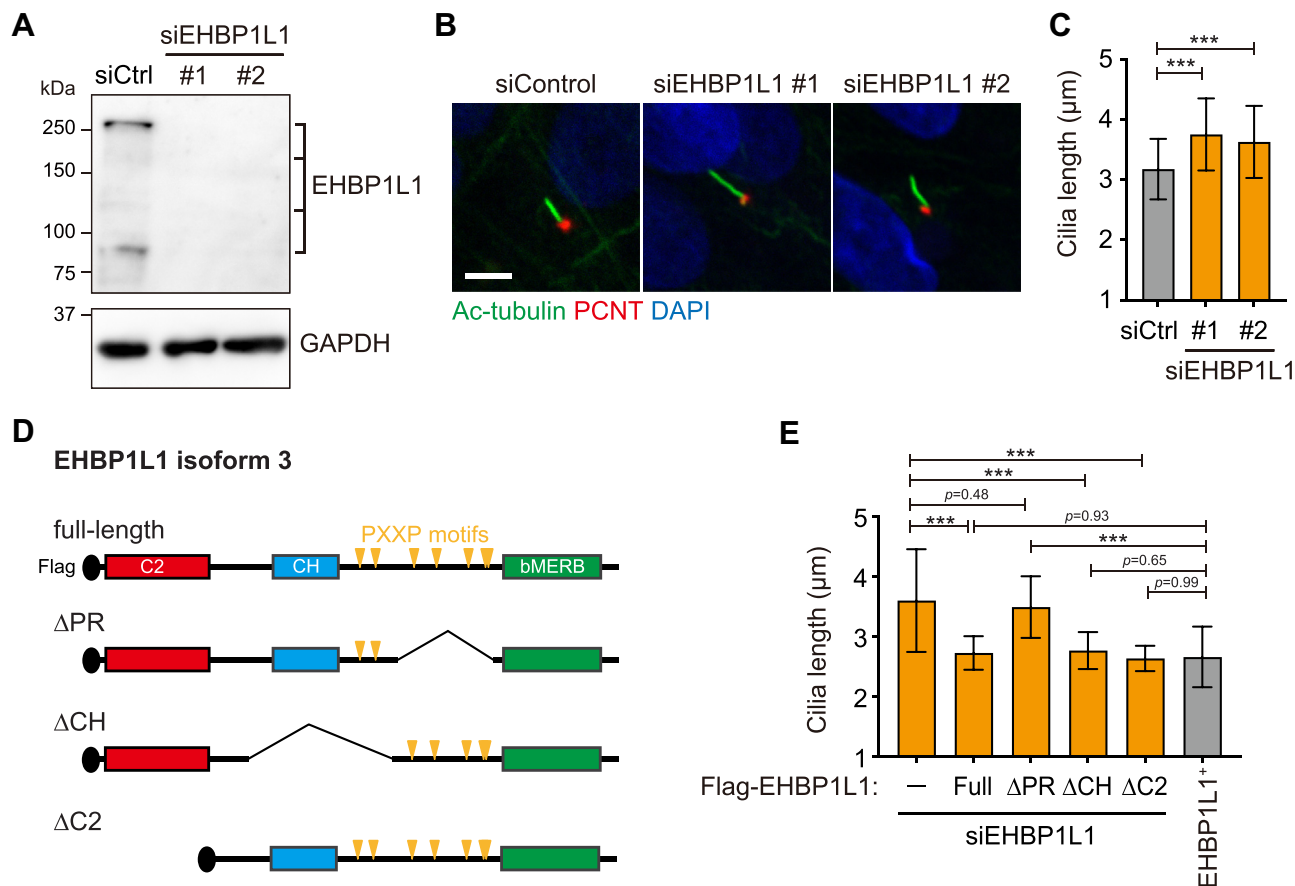 A
siEHBP1L1
siCtrl #1 #2
kDa
250
150
100
75
37
EHBP1L1
GAPDH
B
siControl siEHBP1L1 #1 siEHBP1L1 #2
Ac-tubulin PCNT DAPI
C
Cilia length (µm)
5
4
3
2
1
***
***
siCtrl #1 #2
siEHBP1L1
D
EHBP1L1 isoform 3
full-length
PXXP motifs
Flag C2 CH bMERB
ΔPR
ΔCH
ΔC2
E
***
***
p=0.48
*** p=0.93
***
p=0.65
p=0.99
Cilia length (µm)
5
4
3
2
1
Flag-EHBP1L1: – Full ΔPR ΔCH ΔC2
siEHBP1L1
EHBP1L1⁺